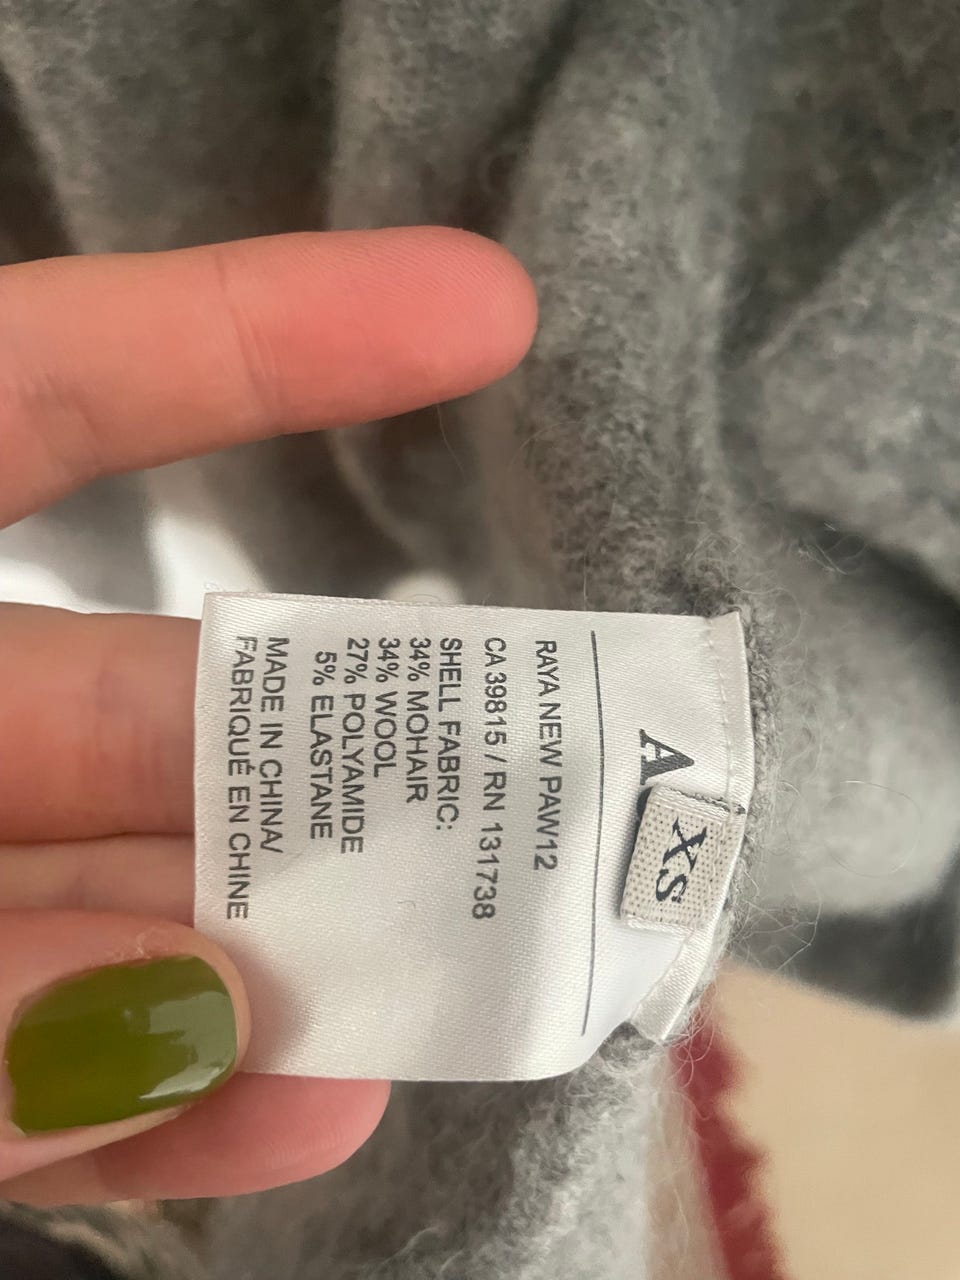 A
XS
RAYA NEW PAW12
CA 39815 / RN 131738
SHELL FABRIC:
34% MOHAIR
34% WOOL
27% POLYAMIDE
5% ELASTANE
MADE IN CHINA/
FABRIQUÉ EN CHINE